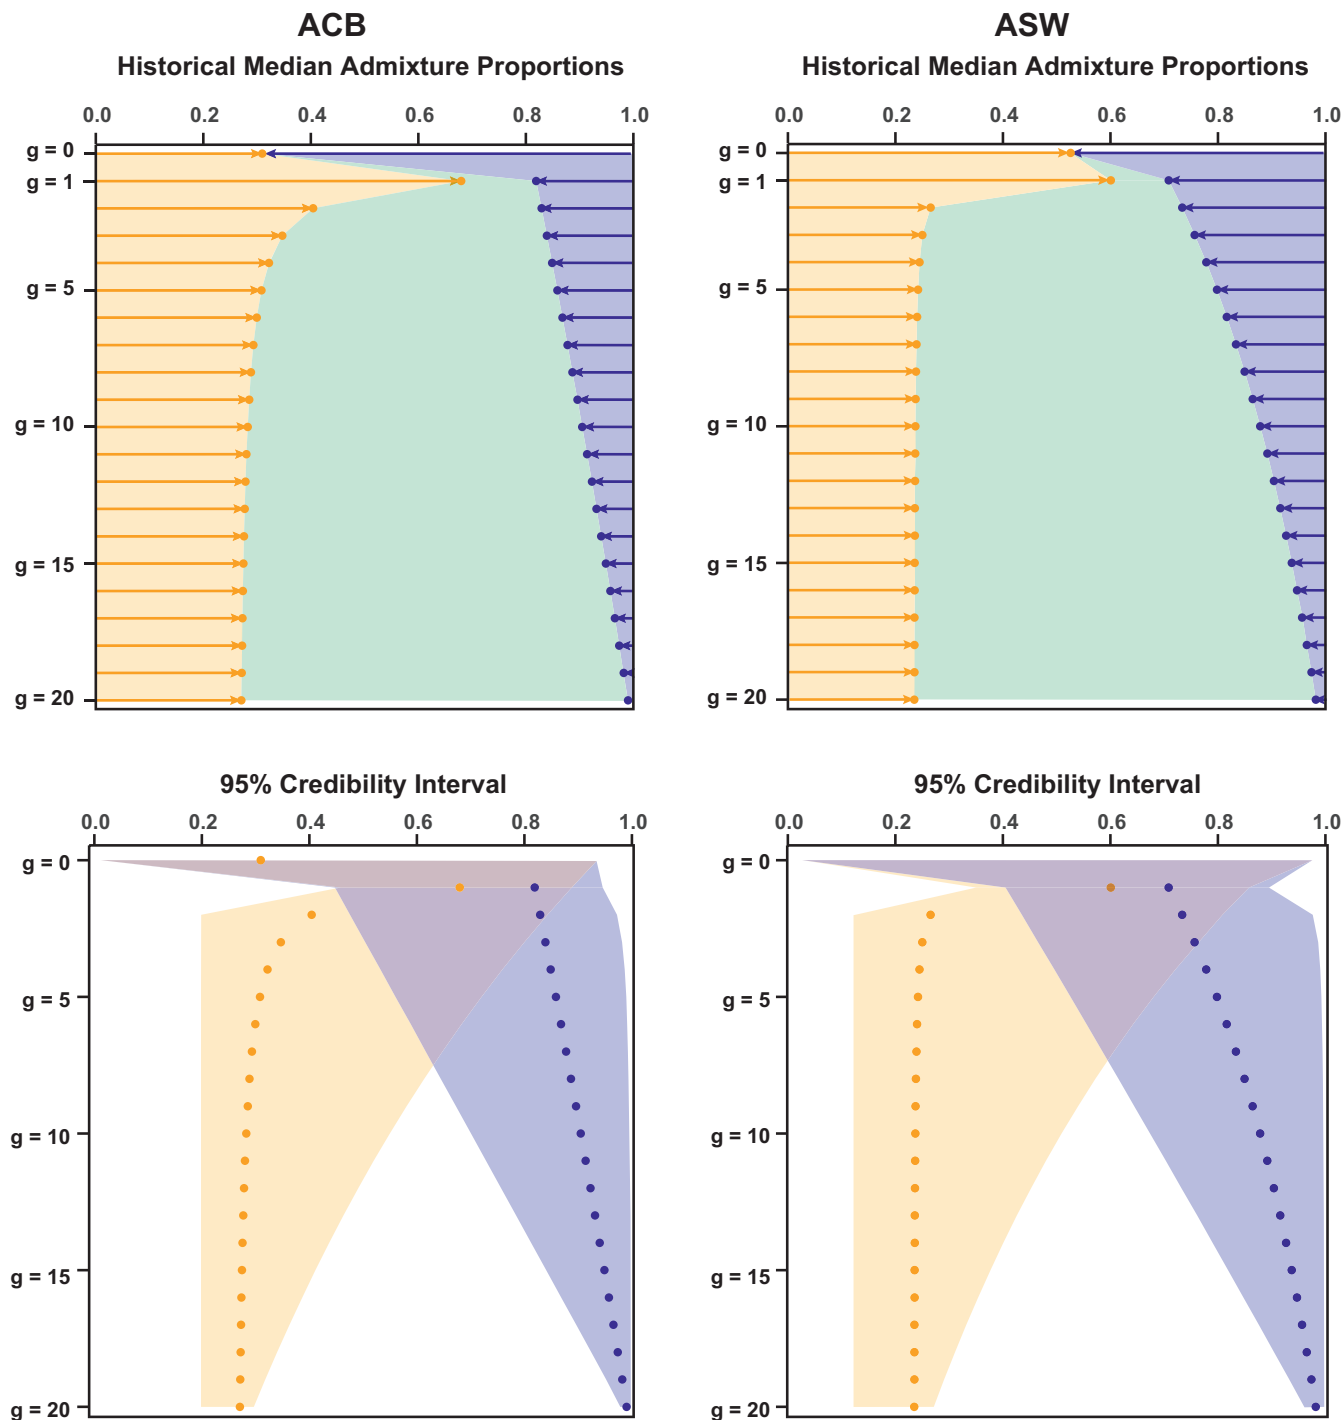 ACB
Historical Median Admixture Proportions
0.0 0.2 0.4 0.6 0.8 1.0
g = 0
g = 1
g = 5
g = 10
g = 15
g = 20
ASW
Historical Median Admixture Proportions
0.0 0.2 0.4 0.6 0.8 1.0
g = 0
g = 1
g = 5
g = 10
g = 15
g = 20
95% Credibility Interval
0.0 0.2 0.4 0.6 0.8 1.0
g = 0
g = 5
g = 10
g = 15
g = 20
95% Credibility Interval
0.0 0.2 0.4 0.6 0.8 1.0
g = 0
g = 5
g = 10
g = 15
g = 20